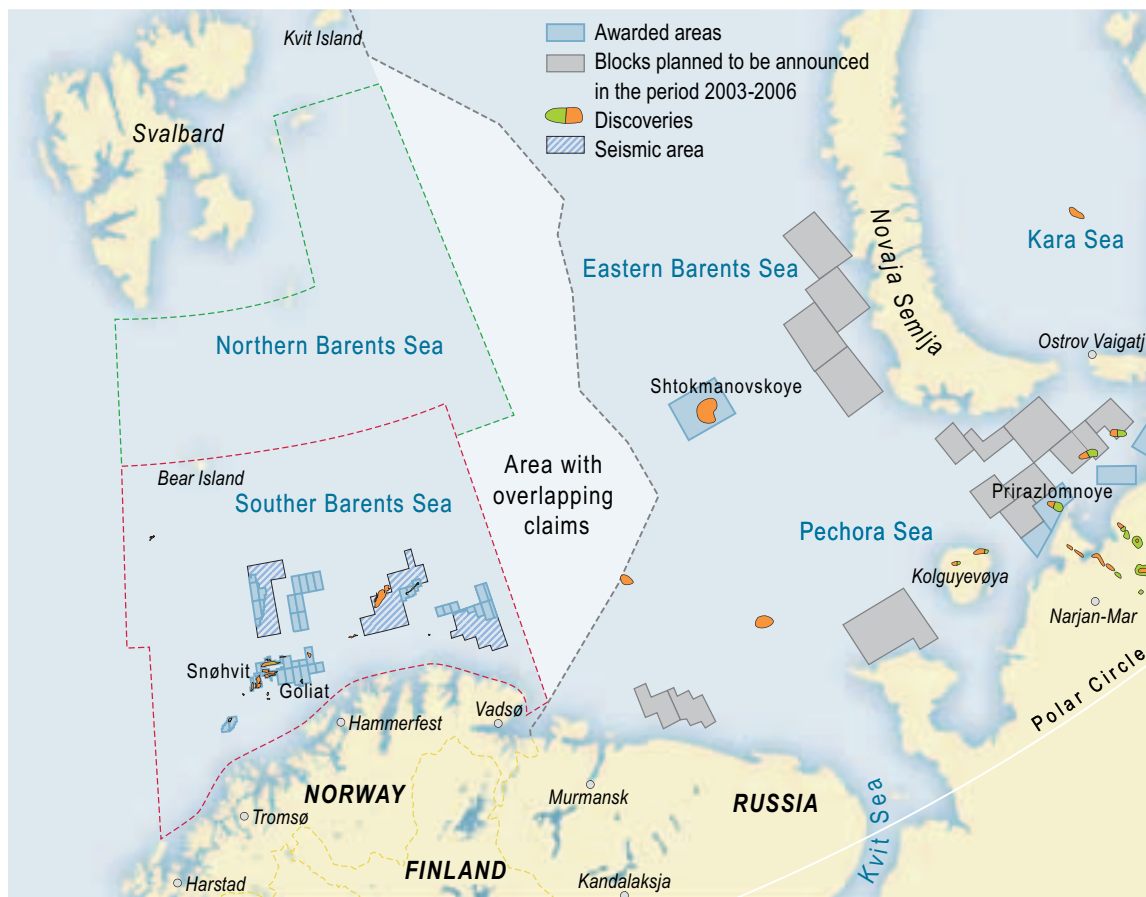 Kvit Island
Awarded areas
Blocks planned to be announced
in the period 2003-2006
Discoveries
Seismic area
Svalbard
Novaja Semlja
Kara Sea
Eastern Barents Sea
Northern Barents Sea
Ostrov Vaigatj
Shtokmanovskoye
Area with
overlapping
claims
Bear Island
Souther Barents Sea
Prirazlomnoye
Pechora Sea
Kolguyevøya
Narjan-Mar
Snøhvit
Goliat
Polar Circle
Hammerfest
Vadsø
NORWAY
Murmansk
RUSSIA
Tromsø
Kvit Sea
FINLAND
Harstad
Kandalaksja